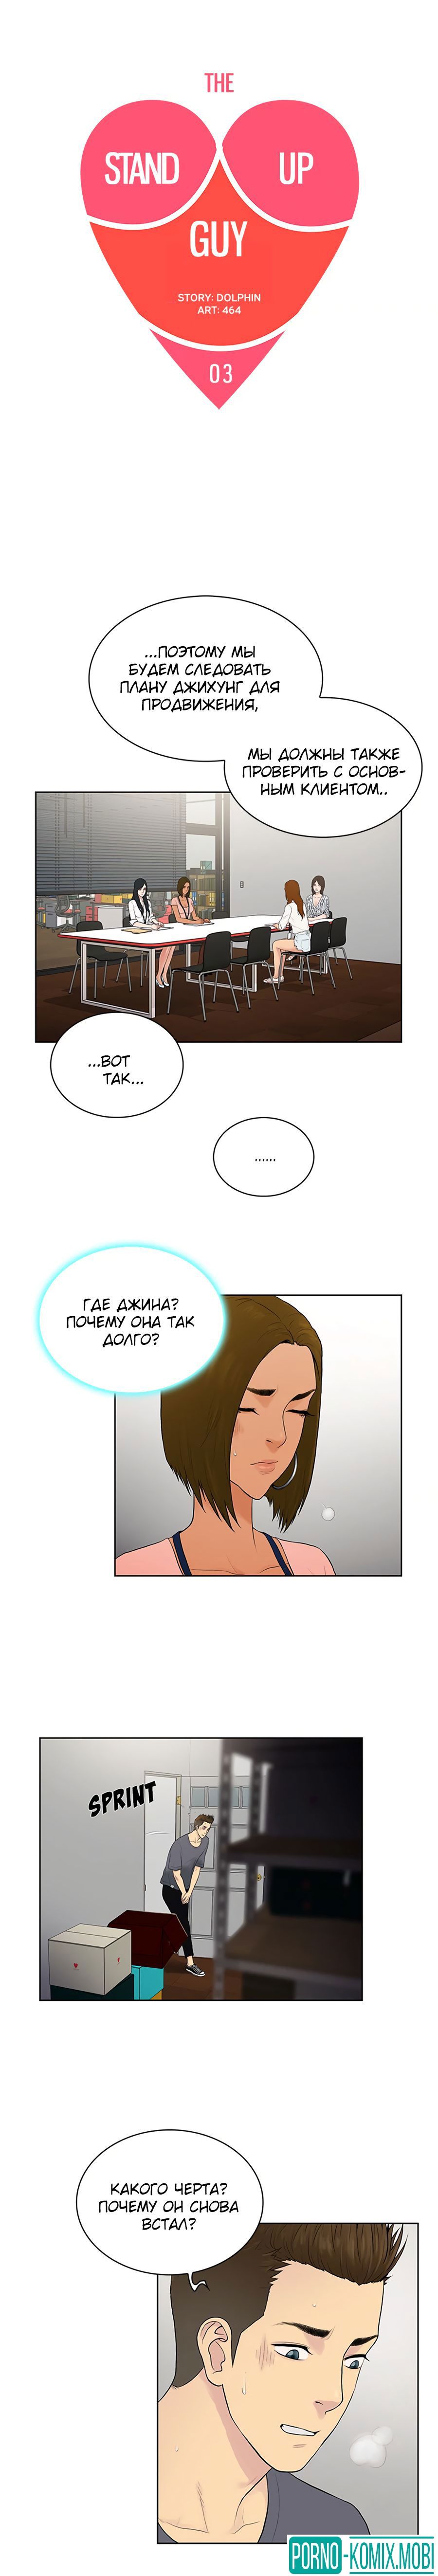 THE
STAND UP
GUY
STORY: DOLPHIN
ART: 464
03
...ПОЭТОМУ МЫ
БУДЕМ СЛЕДОВАТЬ
ПЛАНУ ДЖИХУНГ ДЛЯ
ПРОДВИЖЕНИЯ,
МЫ ДОЛЖНЫ ТАКЖЕ
ПРОВЕРИТЬ С ОСНОВ-
НЫМ КЛИЕНТОМ..
...ВОТ
ТАК...
......
ГДЕ ДЖИНА?
ПОЧЕМУ ОНА ТАК
ДОЛГО?
SPRINT
КАКОГО ЧЕРТА?
ПОЧЕМУ ОН СНОВА
ВСТАЛ?
PORNO-KOMIX.MOBI